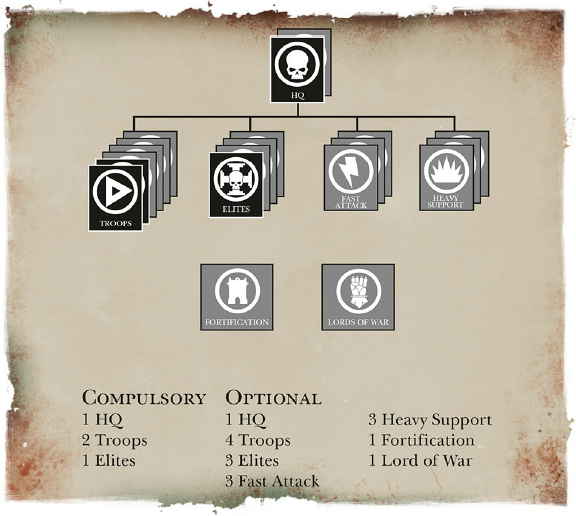 HQ
TROOPS
ELITES
FAST
ATTACK
HEAVY
SUPPORT
FORTIFICATION
LORDS OF WAR
COMPULSORY
1 HQ
2 Troops
1 Elites
OPTIONAL
1 HQ
4 Troops
3 Elites
3 Fast Attack
3 Heavy Support
1 Fortification
1 Lord of War